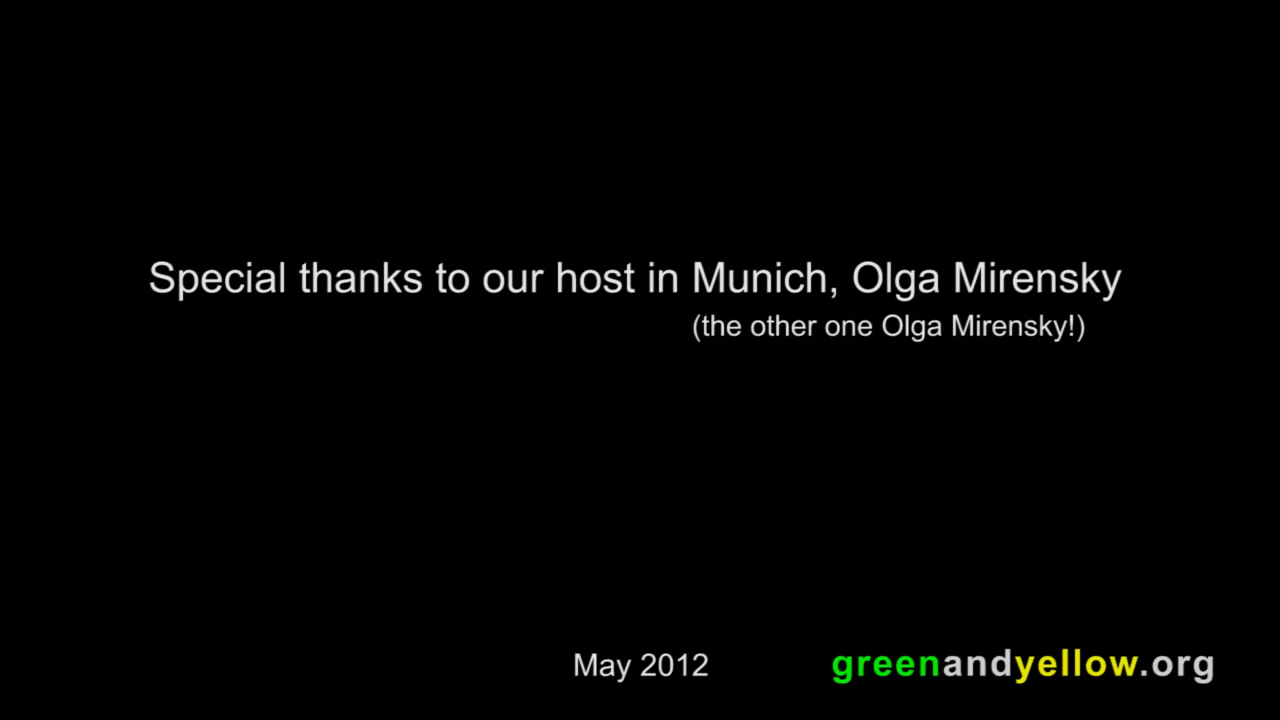 Special thanks to our host in Munich, Olga Mirensky
(the other one Olga Mirensky!)
May 2012
greenandyellow.org